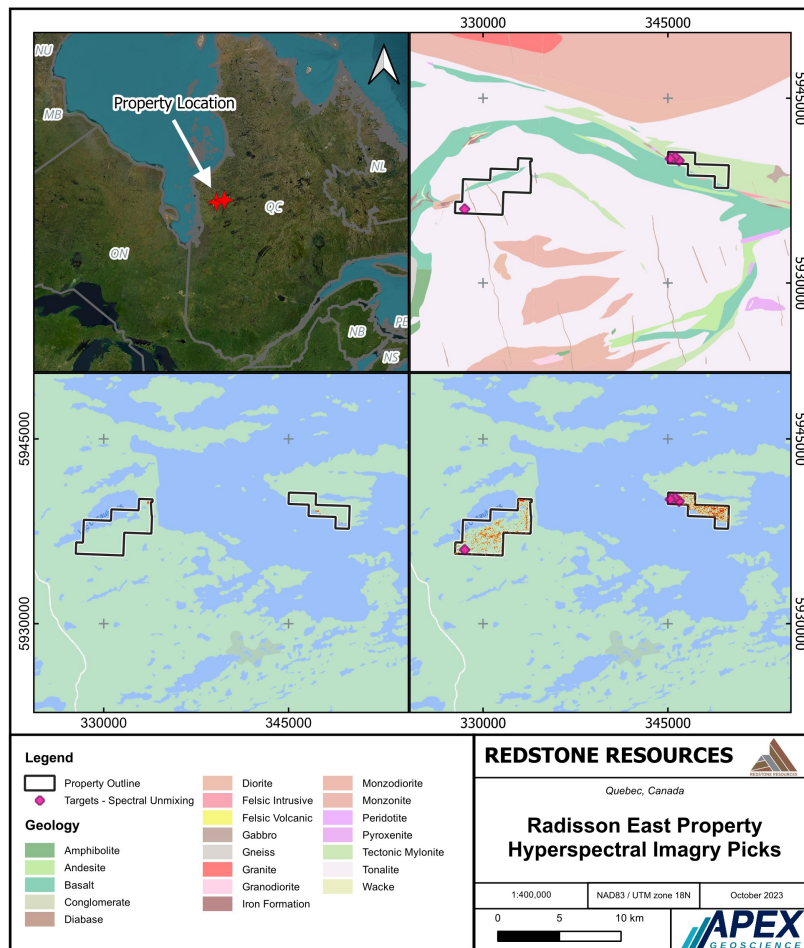 330000
345000
NU
MB
Property Location
NL
QC
ON
NB
PE
NS
5945000
5930000
5945000
5930000
5945000
5930000
330000
345000
330000
345000
Legend
Property Outline
Targets - Spectral Unmixing
Geology
Amphibolite
Andesite
Basalt
Conglomerate
Diabase
Diorite
Felsic Intrusive
Felsic Volcanic
Gabbro
Gneiss
Granite
Granodiorite
Iron Formation
Monzodiorite
Monzonite
Peridotite
Pyroxenite
Tectonic Mylonite
Tonalite
Wacke
REDSTONE RESOURCES
REDSTONE RESOURCES
Quebec, Canada
Radisson East Property
Hyperspectral Imagry Picks
1:400,000
NAD83 / UTM zone 18N
October 2023
0 5 10 km
APEX
GEOSCIENCE